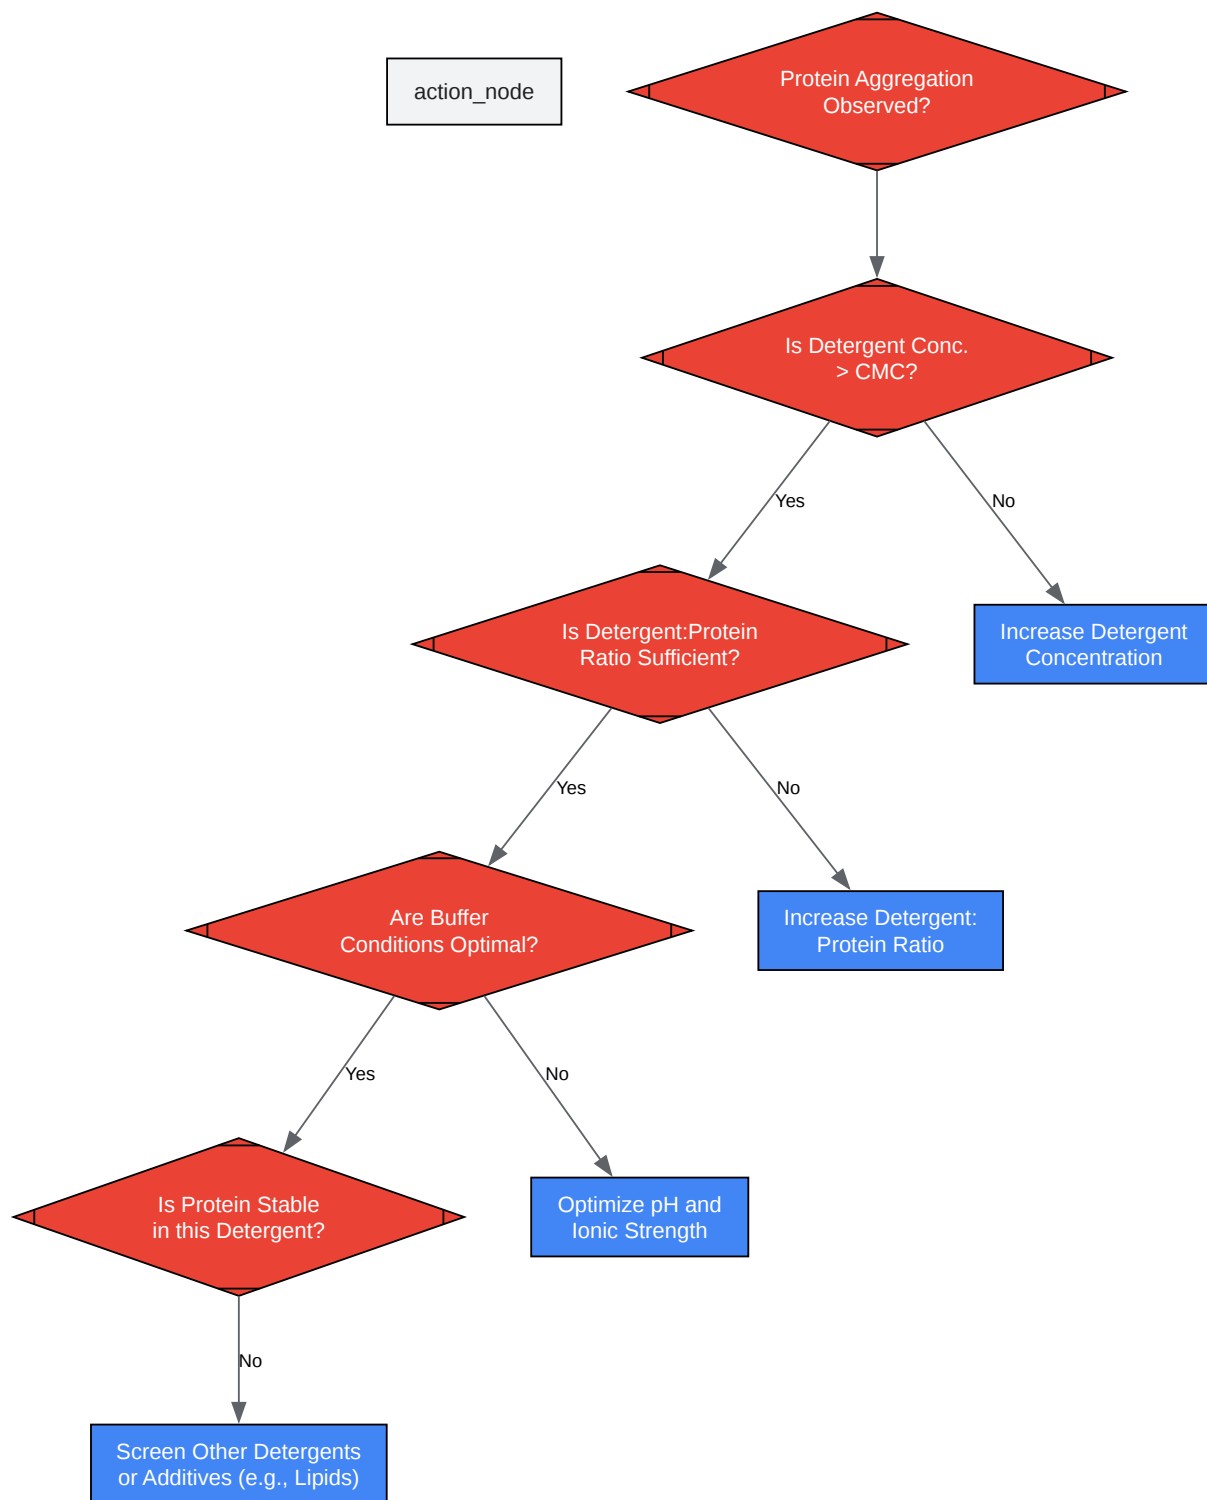 action_node
Protein Aggregation
Observed?
Is Detergent Conc.
> CMC?
Yes
No
Is Detergent:Protein
Ratio Sufficient?
Increase Detergent
Concentration
Yes
No
Are Buffer
Conditions Optimal?
Increase Detergent:
Protein Ratio
Yes
No
Is Protein Stable
in this Detergent?
Optimize pH and
Ionic Strength
No
Screen Other Detergents
or Additives (e.g., Lipids)